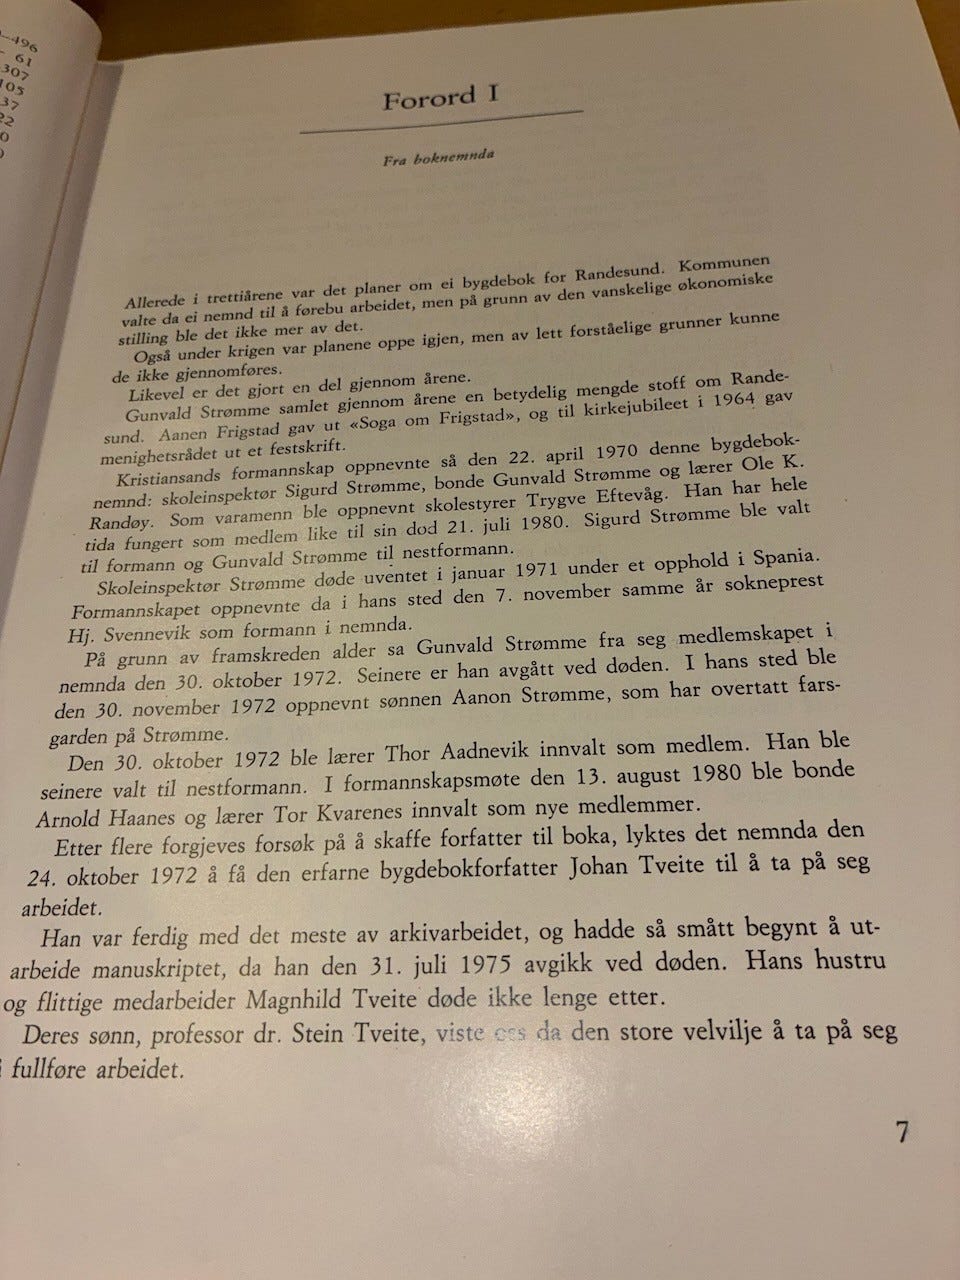 –496
61
307
105
37
22
0
Forord I
Fra boknemnda
Allerede i trettiårene var det planer om ei bygdebok for Randesund. Kommunen
valte da ei nemnd til å førebu arbeidet, men på grunn av den vanskelige økonomiske
stilling ble det ikke mer av det.
Også under krigen var planene oppe igjen, men av lett forståelige grunner kunne
de ikke gjennomføres.
Likevel er det gjort en del gjennom årene.
Gunvald Strømme samlet gjennom årene en betydelig mengde stoff om Rande-
sund. Aanen Frigstad gav ut «Soga om Frigstad», og til kirkejubileet i 1964 gav
menighetsrådet ut et festskrift.
Kristiansands formannskap oppnevnte så den 22. april 1970 denne bygdebok-
nemnd: skoleinspektør Sigurd Strømme, bonde Gunvald Strømme og lærer Ole K.
Randøy. Som varamenn ble oppnevnt skolestyrer Trygve Eftevåg. Han har hele
tida fungert som medlem like til sin død 21. juli 1980. Sigurd Strømme ble valt
til formann og Gunvald Strømme til nestformann.
Skoleinspektør Strømme døde uventet i januar 1971 under et opphold i Spania.
Formannskapet oppnevnte da i hans sted den 7. november samme år sokneprest
Hj. Svennevik som formann i nemnda.
På grunn av framskreden alder sa Gunvald Strømme fra seg medlemskapet i
nemnda den 30. oktober 1972. Seinere er han avgått ved døden. I hans sted ble
den 30. november 1972 oppnevnt sønnen Aanon Strømme, som har overtatt fars-
garden på Strømme.
Den 30. oktober 1972 ble lærer Thor Aadnevik innvalt som medlem. Han ble
seinere valt til nestformann. I formannskapsmøte den 13. august 1980 ble bonde
Arnold Haanes og lærer Tor Kvarenes innvalt som nye medlemmer.
Etter flere forgjeves forsøk på å skaffe forfatter til boka, lyktes det nemnda den
24. oktober 1972 å få den erfarne bygdebokforfatter Johan Tveite til å ta på seg
arbeidet.
Han var ferdig med det meste av arkivarbeidet, og hadde så smått begynt å ut-
arbeide manuskriptet, da han den 31. juli 1975 avgikk ved døden. Hans hustru
og flittige medarbeider Magnhild Tveite døde ikke lenge etter.
Deres sønn, professor dr. Stein Tveite, viste oss da den store velvilje å ta på seg
fullføre arbeidet.
7